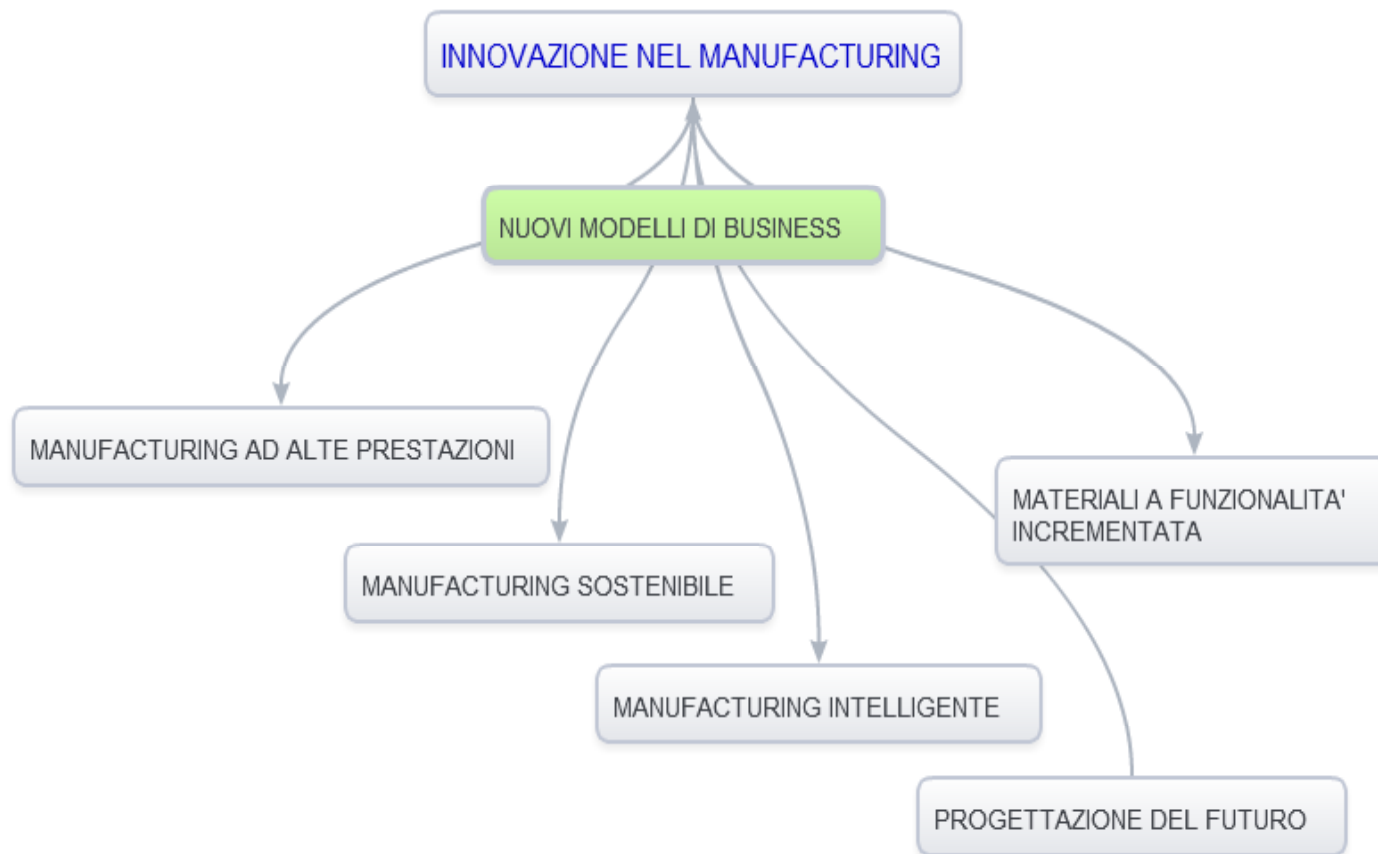 INNOVAZIONE NEL MANUFACTURING
NUOVI MODELLI DI BUSINESS
MANUFACTURING AD ALTE PRESTAZIONI
MATERIALI A FUNZIONALITA'
INCREMENTATA
MANUFACTURING SOSTENIBILE
MANUFACTURING INTELLIGENTE
PROGETTAZIONE DEL FUTURO